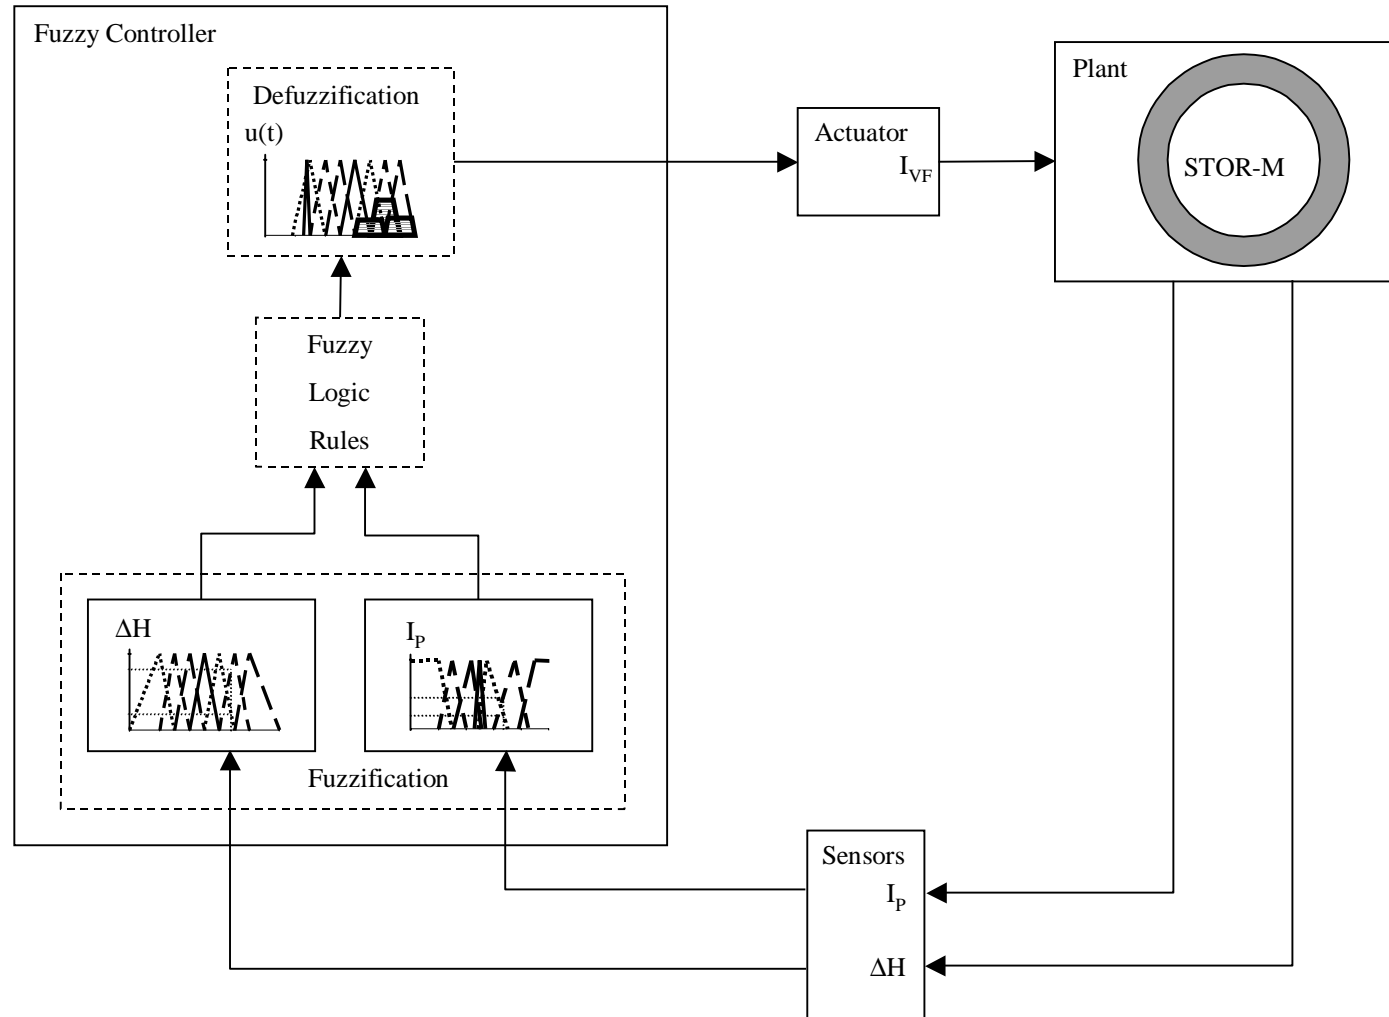 Fuzzy Controller
Defuzzification
u(t)
Fuzzy
Logic
Rules
ΔH
I_P
Fuzzification
Actuator
I_VF
Plant
STOR-M
Sensors
I_P
ΔH